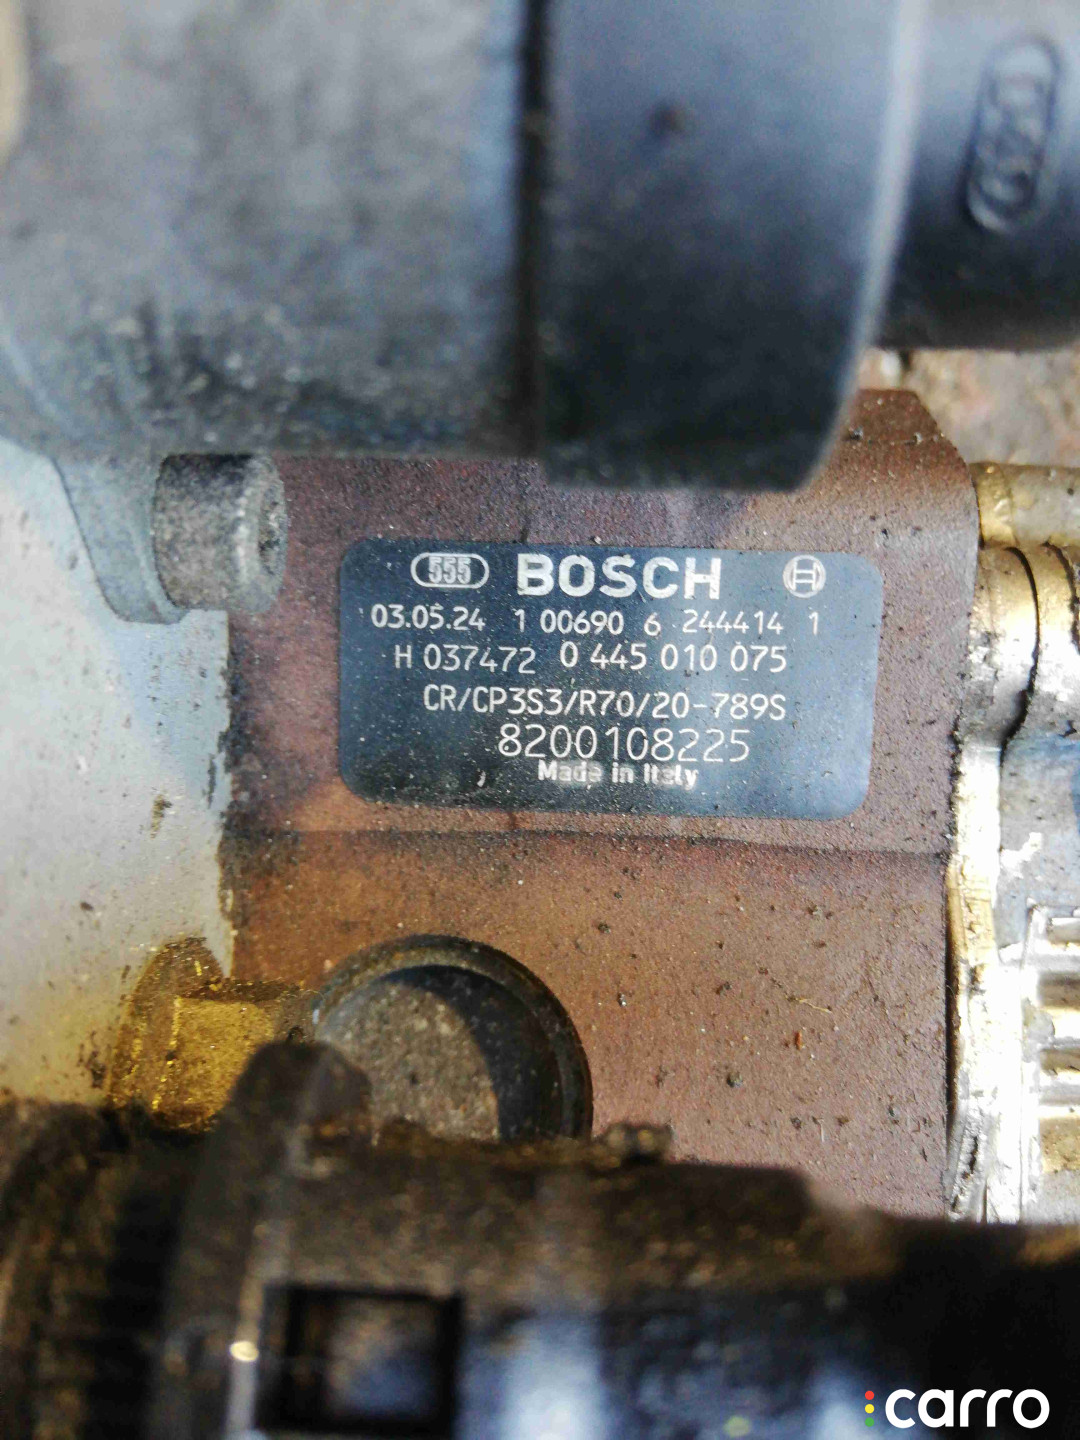 555 BOSCH
03.05.24 1 00690 6 244414 1
H 037472 0 445 010 075
CR/CP3S3/R70/20-789S
8200108225
Made in Italy
carro